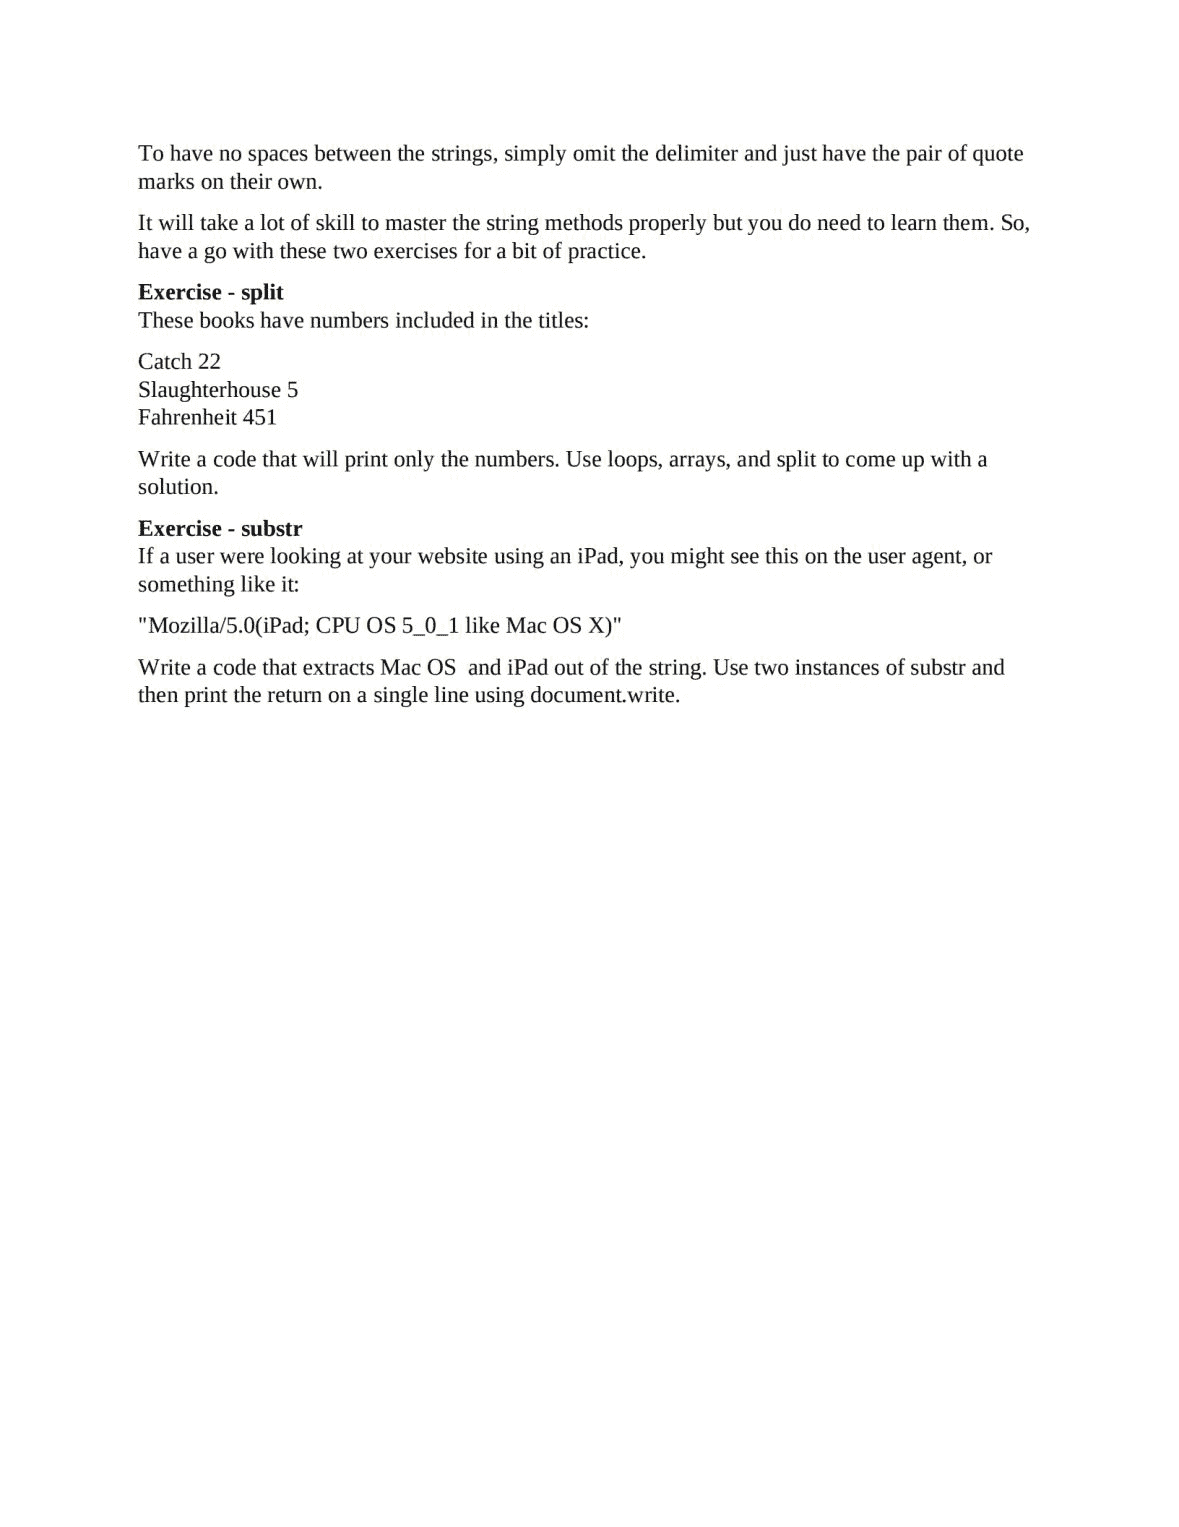 To have no spaces between the strings, simply omit the delimiter and just have the pair of quote
marks on their own.
It will take a lot of skill to master the string methods properly but you do need to learn them. So,
have a go with these two exercises for a bit of practice.
Exercise - split
These books have numbers included in the titles:
Catch 22
Slaughterhouse 5
Fahrenheit 451
Write a code that will print only the numbers. Use loops, arrays, and split to come up with a
solution.
Exercise - substr
If a user were looking at your website using an iPad, you might see this on the user agent, or
something like it:
"Mozilla/5.0(iPad; CPU OS 5_0_1 like Mac OS X)"
Write a code that extracts Mac OS  and iPad out of the string. Use two instances of substr and
then print the return on a single line using document.write.